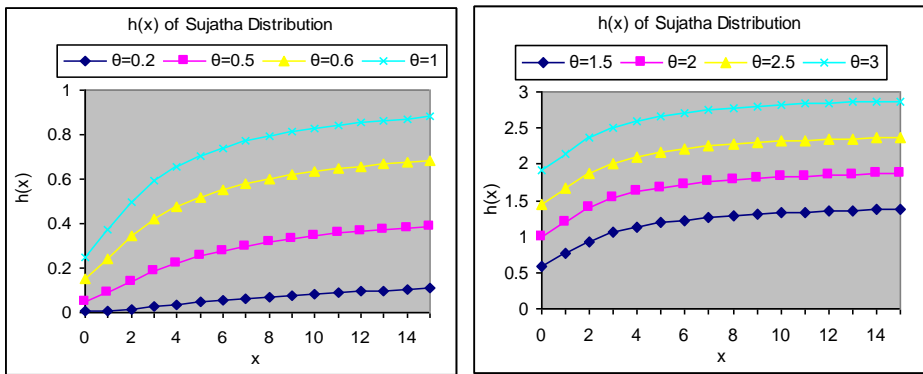 h(x) of Sujatha Distribution
θ=0.2 θ=0.5 θ=0.6 θ=1
1
0.8
0.6
0.4
0.2
0
h(x)
0 2 4 6 8 10 12 14
x
h(x) of Sujatha Distribution
θ=1.5 θ=2 θ=2.5 θ=3
3
2.5
2
1.5
1
0.5
0
h(x)
0 2 4 6 8 10 12 14
x